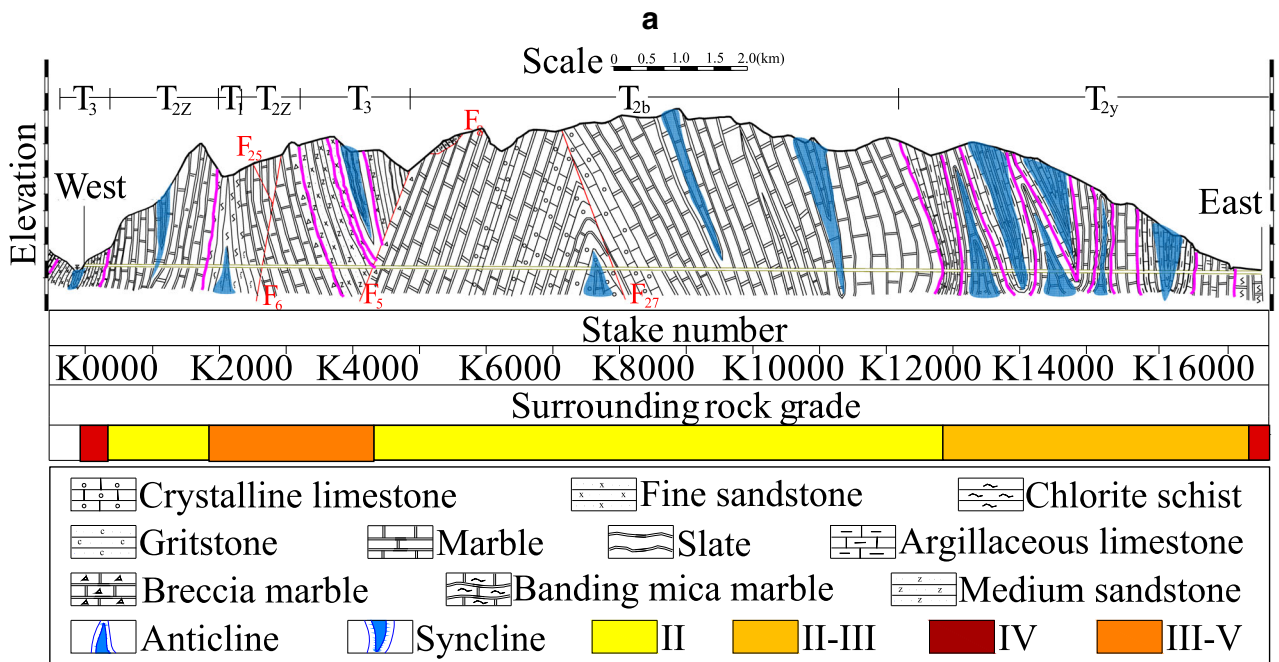 a
Scale 0 0.5 1.0 1.5 2.0(km)
T3 T2Z T1 T2Z T3 T2b T2y
Elevation
West
East
F25
F6
F5
F27
Stake number
K0000 K2000 K4000 K6000 K8000 K10000 K12000 K14000 K16000
Surrounding rock grade
Crystalline limestone Fine sandstone Chlorite schist
Gritstone Marble Slate Argillaceous limestone
Breccia marble Banding mica marble Medium sandstone
Anticline Syncline II II-III IV III-V